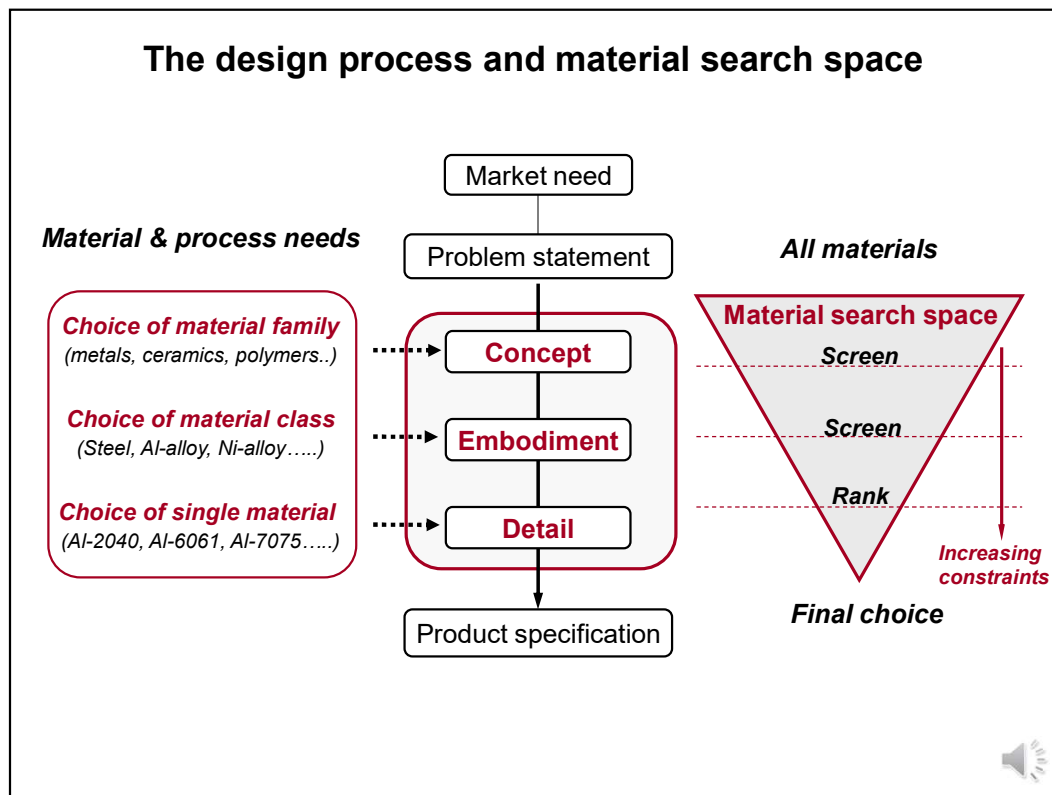 The design process and material search space
Market need
Material & process needs
Problem statement
All materials
Choice of material family
(metals, ceramics, polymers..)
Concept
Material search space
Screen
Choice of material class
(Steel, Al-alloy, Ni-alloy…..)
Embodiment
Screen
Choice of single material
(Al-2040, Al-6061, Al-7075…..)
Detail
Rank
Increasing
constraints
Product specification
Final choice